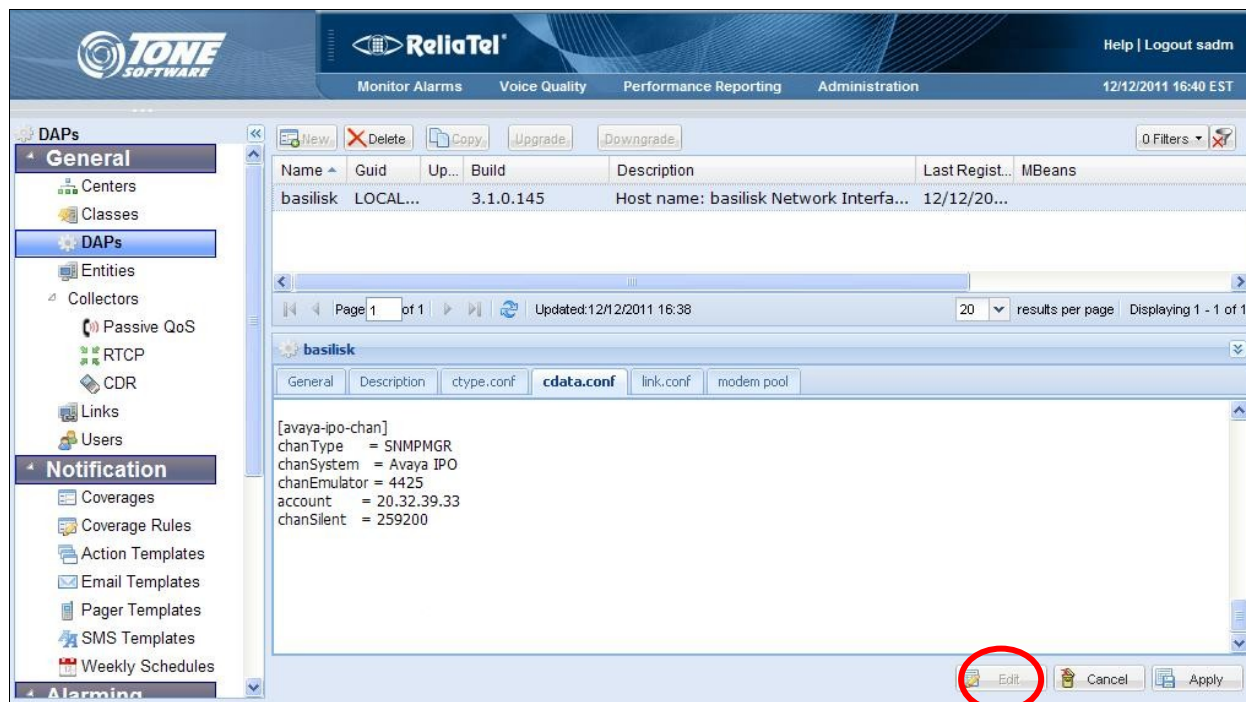 TONE
SOFTWARE
ReliaTel
Help | Logout sadm
Monitor Alarms Voice Quality Performance Reporting Administration 12/12/2011 16:40 EST
DAPs
General
Centers
Classes
DAPs
Entities
Collectors
Passive QoS
RTCP
CDR
Links
Users
Notification
Coverages
Coverage Rules
Action Templates
Email Templates
Pager Templates
SMS Templates
Weekly Schedules
Alarming
New Delete Copy Upgrade Downgrade 0 Filters
Name Guid Up... Build Description Last Regist... MBeans
basilisk LOCAL... 3.1.0.145 Host name: basilisk Network Interfa... 12/12/20...
Page 1 of 1 Updated:12/12/2011 16:38 20 results per page Displaying 1 - 1 of 1
basilisk
General Description ctype.conf cdata.conf link.conf modem pool
[avaya-ipo-chan]
chanType = SNMPMGR
chanSystem = Avaya IPO
chanEmulator = 4425
account = 20.32.39.33
chanSilent = 259200
Edit Cancel Apply